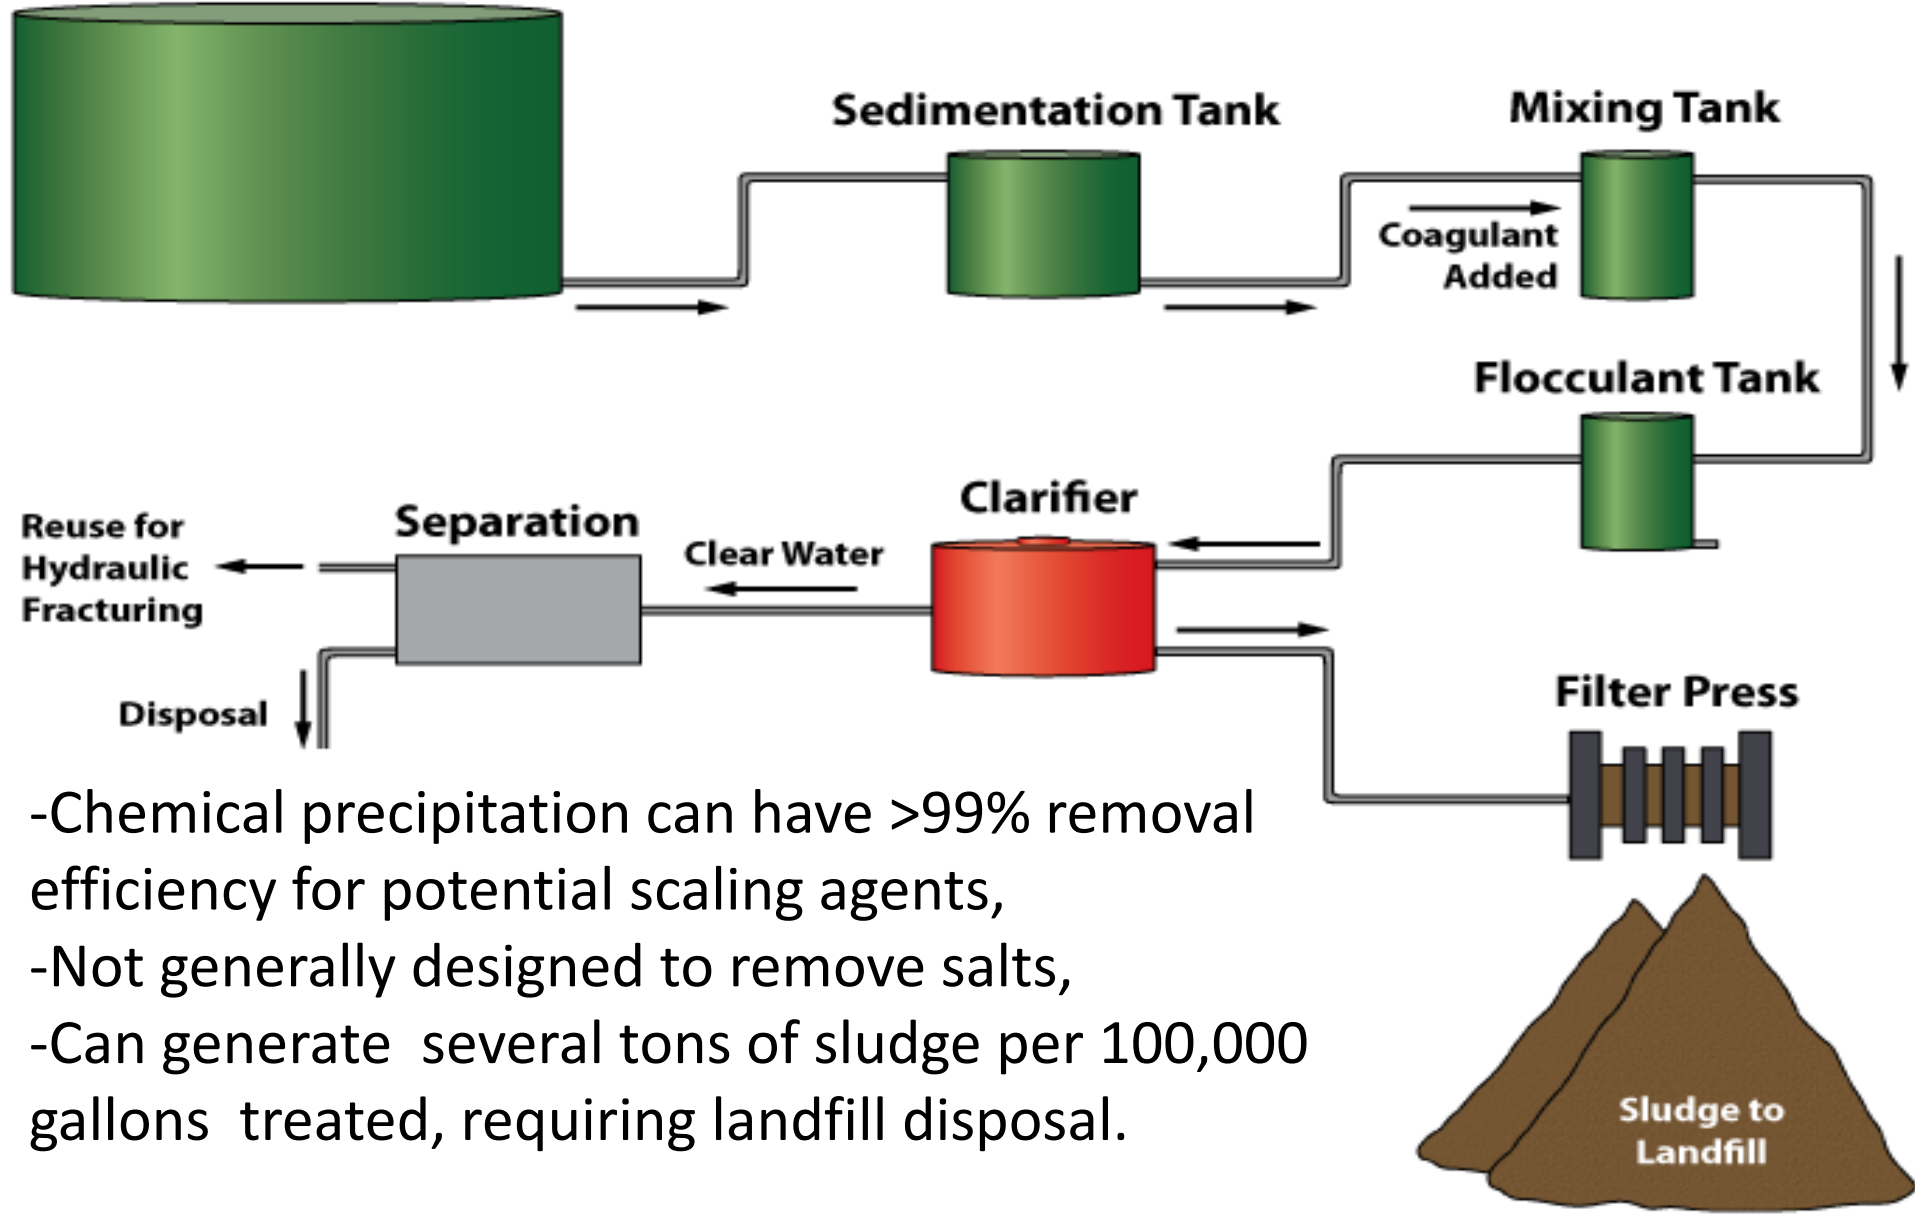 Sedimentation Tank
Mixing Tank
Coagulant
Added
Flocculant Tank
Clarifier
Separation
Clear Water
Reuse for
Hydraulic
Fracturing
Disposal
Filter Press
-Chemical precipitation can have >99% removal
efficiency for potential scaling agents,
-Not generally designed to remove salts,
-Can generate  several tons of sludge per 100,000
gallons  treated, requiring landfill disposal.
Sludge to
Landfill